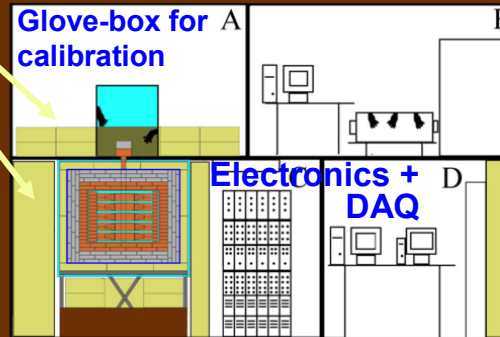 Glove-box for
calibration
A
B
Electronics +
DAQ
C
D